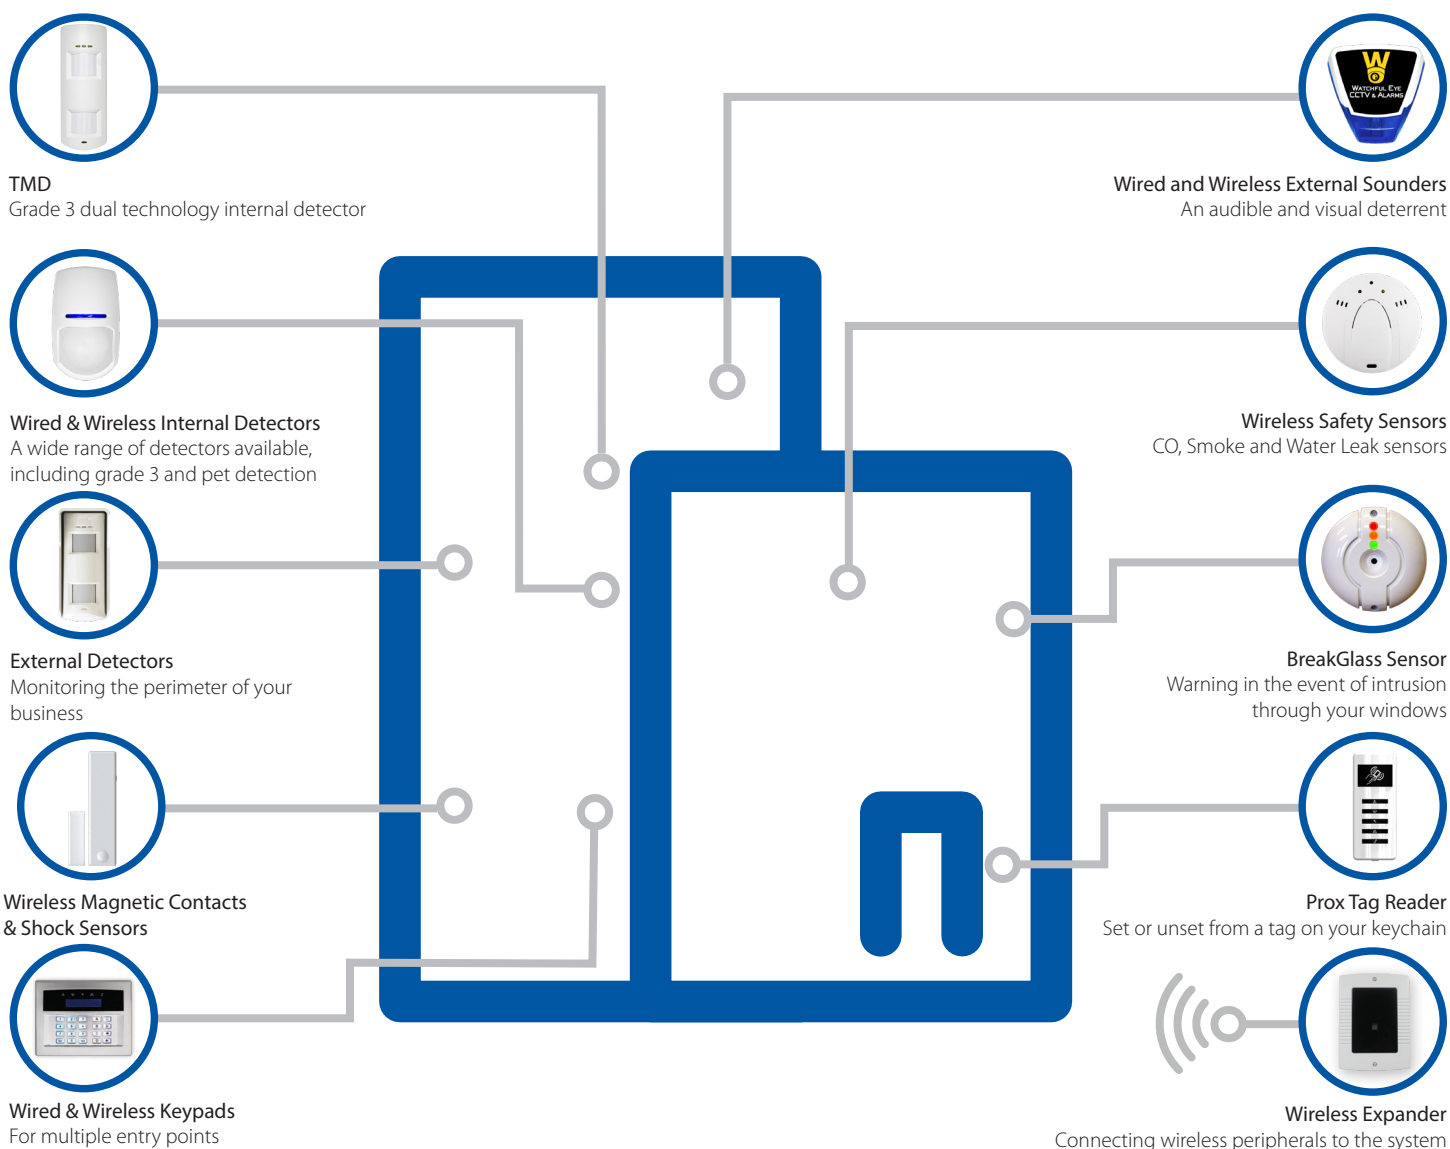 TMD
Grade 3 dual technology internal detector
Wired & Wireless Internal Detectors
A wide range of detectors available,
including grade 3 and pet detection
External Detectors
Monitoring the perimeter of your
business
Wireless Magnetic Contacts
& Shock Sensors
Wired & Wireless Keypads
For multiple entry points
W
WATCHFUL EYE
CCTV & ALARMS
Wired and Wireless External Sounders
An audible and visual deterrent
Wireless Safety Sensors
CO, Smoke and Water Leak sensors
BreakGlass Sensor
Warning in the event of intrusion
through your windows
Prox Tag Reader
Set or unset from a tag on your keychain
Wireless Expander
Connecting wireless peripherals to the system